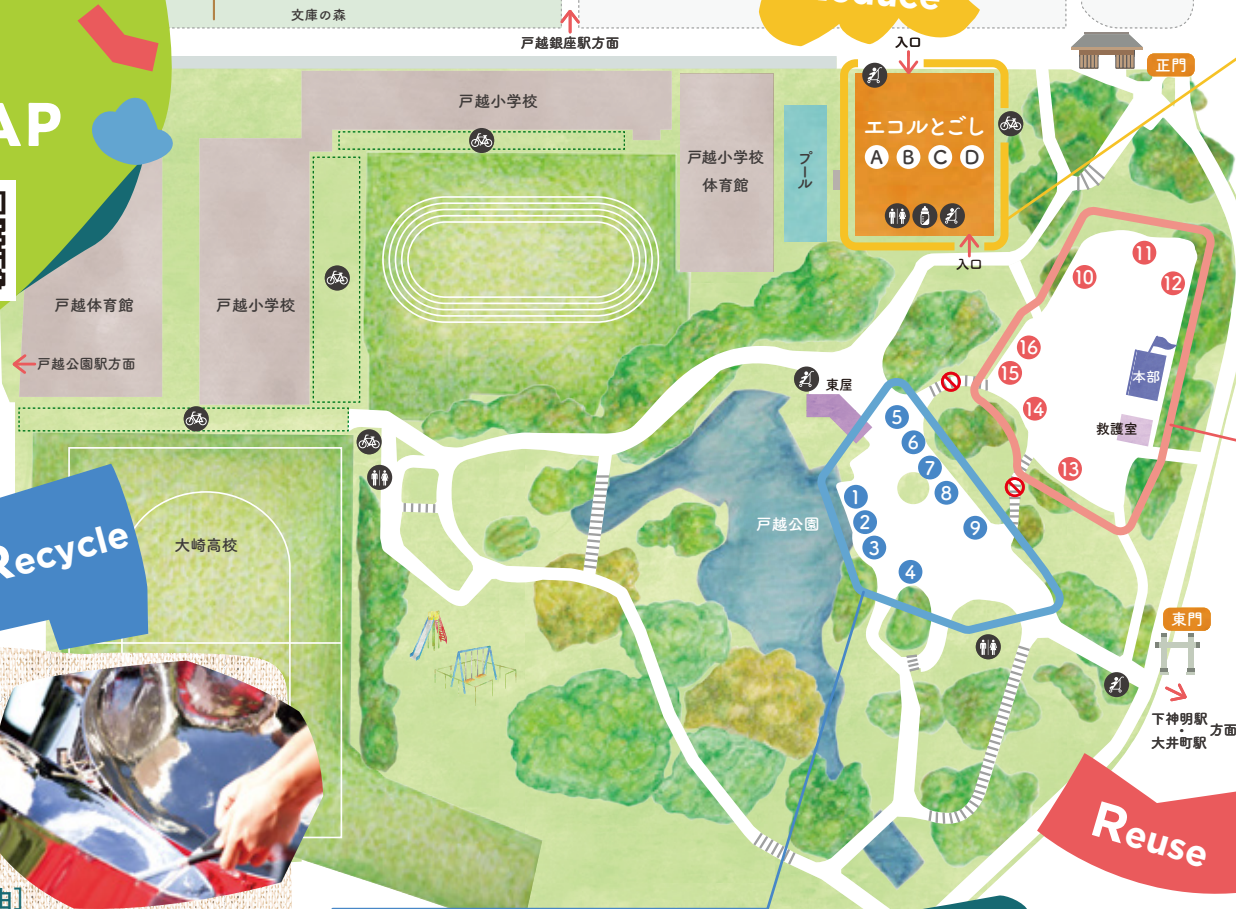 文庫の森
戸越銀座駅方面
入口
正門
AP
戸越小学校
エコルとごし
A B C D
戸越小学校
体育館
プール
入口
戸越体育館
戸越小学校
戸越公園駅方面
11
10
12
16
15
14
13
本部
救護室
東屋
5
6
7
8
9
1
2
3
4
戸越公園
大崎高校
Recycle
東門
下神明駅
・
大井町駅
方面
Reuse